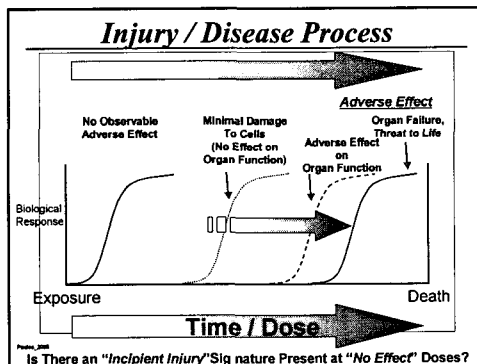 Injury / Disease Process
Adverse Effect
No Observable
Adverse Effect
Minimal Damage
To Cells
(No Effect on
Organ Function)
Adverse Effect
on
Organ Function
Organ Failure,
Threat to Life
Biological
Response
Exposure
Death
Time / Dose
Is There an "Incipient Injury"Sig nature Present at "No Effect" Doses?